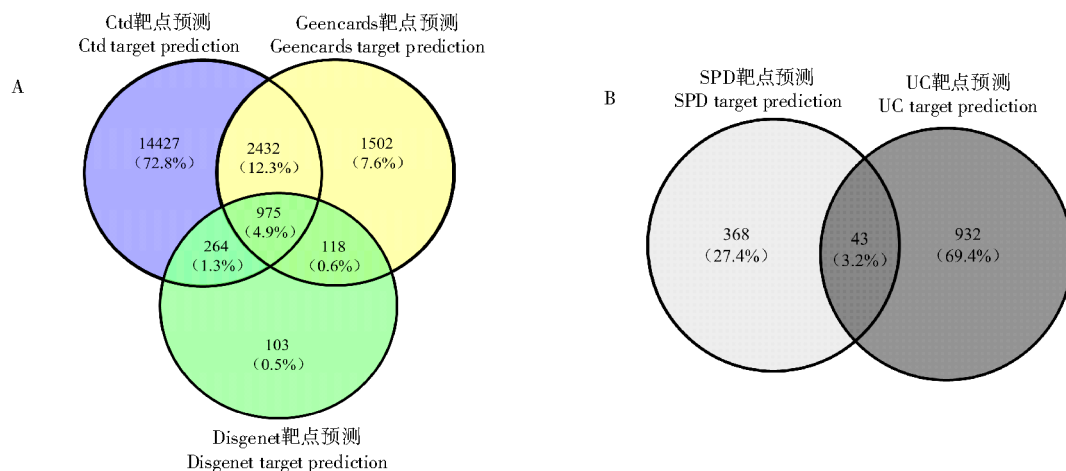 Ctd靶点预测
Ctd target prediction
Geencards靶点预测
Geencards target prediction
A
14427
（72.8%）
2432
（12.3%）
1502
（7.6%）
975
（4.9%）
264
（1.3%）
118
（0.6%）
103
（0.5%）
Disgenet靶点预测
Disgenet target prediction
B
SPD靶点预测
SPD target prediction
UC靶点预测
UC target prediction
368
（27.4%）
43
（3.2%）
932
（69.4%）